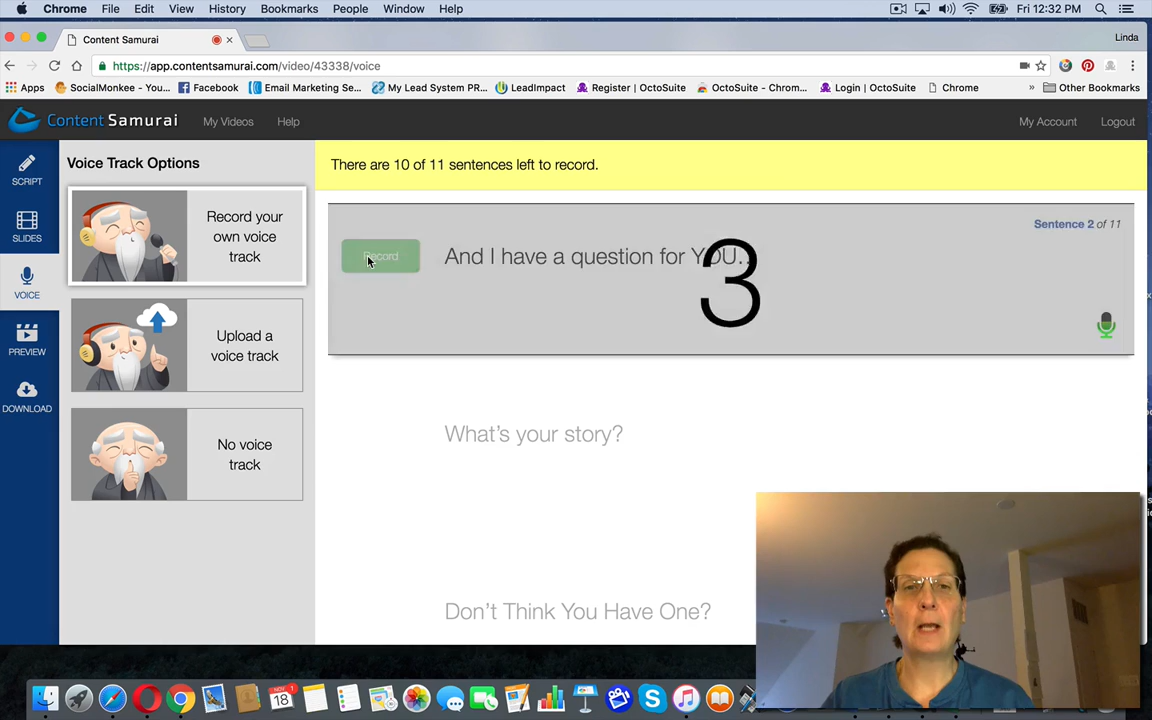 Chrome File Edit View History Bookmarks People Window Help Fri 12:32 PM
Content Samurai Linda
https://app.contentsamurai.com/video/43338/voice
Apps SocialMonkee - You... Facebook Email Marketing Se... My Lead System PR... LeadImpact Register | OctoSuite OctoSuite - Chrom... Login | OctoSuite Chrome » Other Bookmarks
Content Samurai My Videos Help My Account Logout
SCRIPT
SLIDES
VOICE
PREVIEW
DOWNLOAD
Voice Track Options
Record your
own voice
track
Upload a
voice track
No voice
track
There are 10 of 11 sentences left to record.
Sentence 2 of 11
Record And I have a question for YOU...
3
What's your story?
Don't Think You Have One?
NOV
18
1